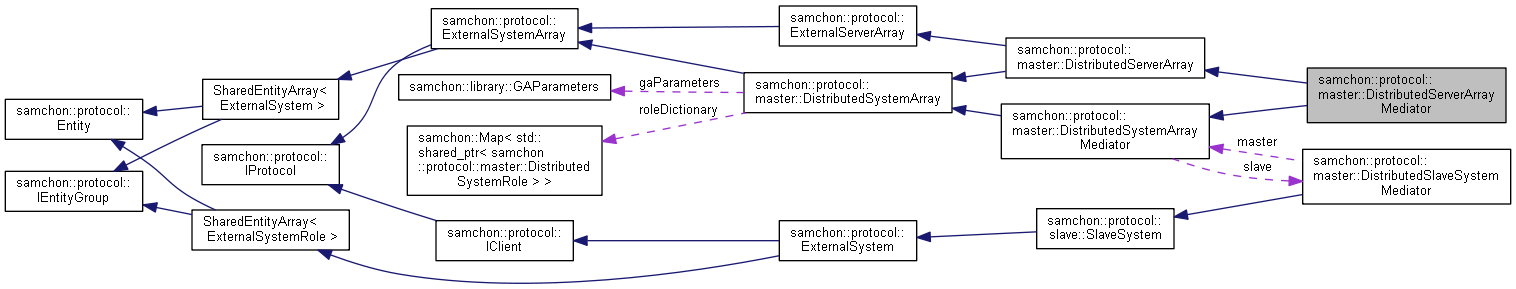 samchon::protocol::
Entity
samchon::protocol::
IEntityGroup
SharedEntityArray<
ExternalSystem >
samchon::protocol::
IProtocol
SharedEntityArray<
ExternalSystemRole >
samchon::protocol::
ExternalSystemArray
samchon::library::GAParameters
samchon::Map< std::
shared_ptr< samchon
::protocol::master::Distributed
SystemRole > >
samchon::protocol::
IClient
gaParameters
roleDictionary
samchon::protocol::
ExternalServerArray
samchon::protocol::
master::DistributedSystemArray
samchon::protocol::
ExternalSystem
samchon::protocol::
master::DistributedServerArray
samchon::protocol::
master::DistributedSystemArray
Mediator
samchon::protocol::
slave::SlaveSystem
master
slave
samchon::protocol::
master::DistributedServerArray
Mediator
samchon::protocol::
master::DistributedSlaveSystem
Mediator